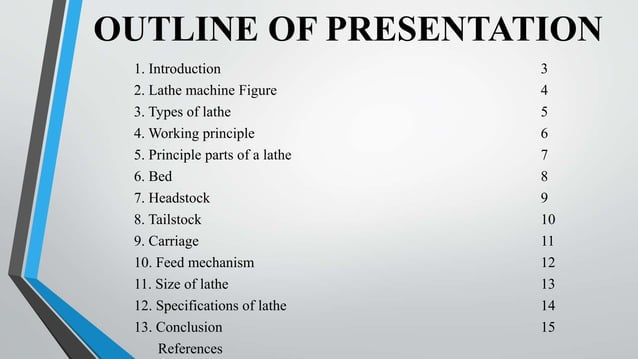 OUTLINE OF PRESENTATION
1. Introduction 3
2. Lathe machine Figure 4
3. Types of lathe 5
4. Working principle 6
5. Principle parts of a lathe 7
6. Bed 8
7. Headstock 9
8. Tailstock 10
9. Carriage 11
10. Feed mechanism 12
11. Size of lathe 13
12. Specifications of lathe 14
13. Conclusion 15
References